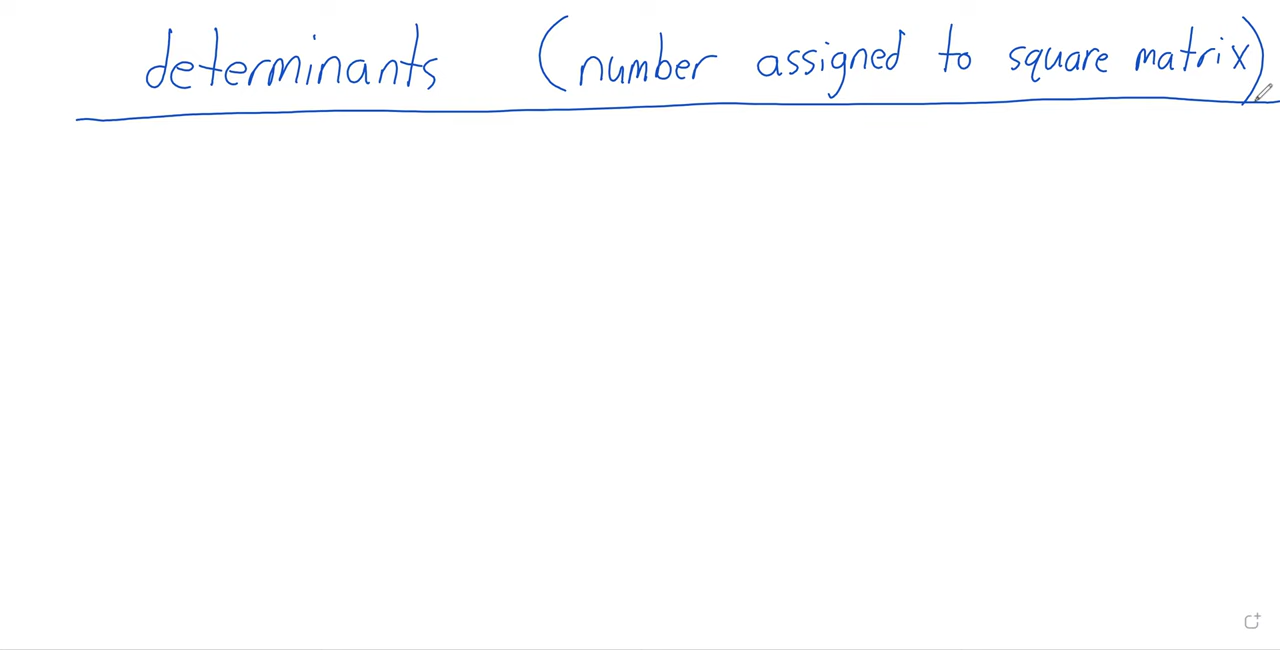 determinants (number assigned to square matrix)